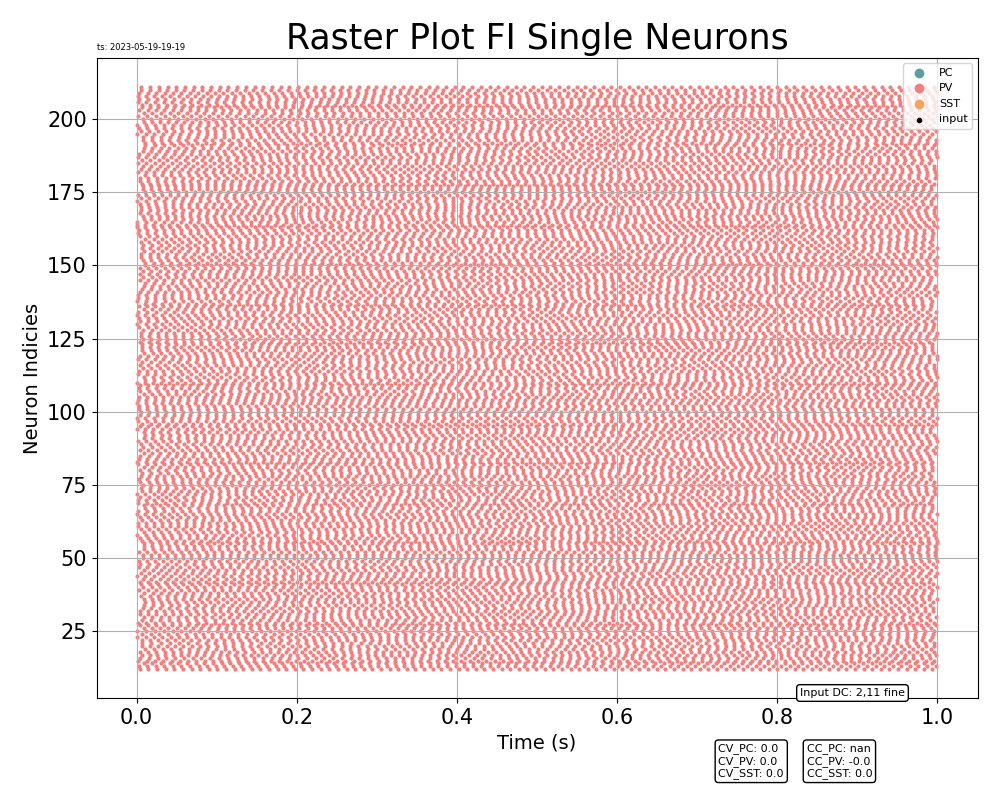 Raster Plot FI Single Neurons
ts: 2023-05-19-19-19
PC
PV
SST
input
200
175
150
125
100
75
50
25
Neuron Indicies
Input DC: 2,11 fine
0.0 0.2 0.4 0.6 0.8 1.0
Time (s)
CV_PC: 0.0
CV_PV: 0.0
CV_SST: 0.0
CC_PC: nan
CC_PV: -0.0
CC_SST: 0.0